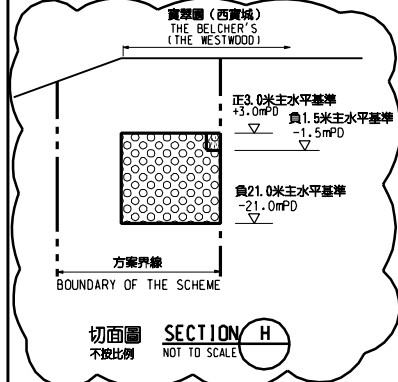 寶翠園 (西寶城)
THE BELCHER'S
(THE WESTWOOD)
正3.0米主水平基準
+3.0mPD
負1.5米主水平基準
-1.5mPD
負21.0米主水平基準
-21.0mPD
方案界線
BOUNDARY OF THE SCHEME
切面圖 SECTION H
不按比例 NOT TO SCALE